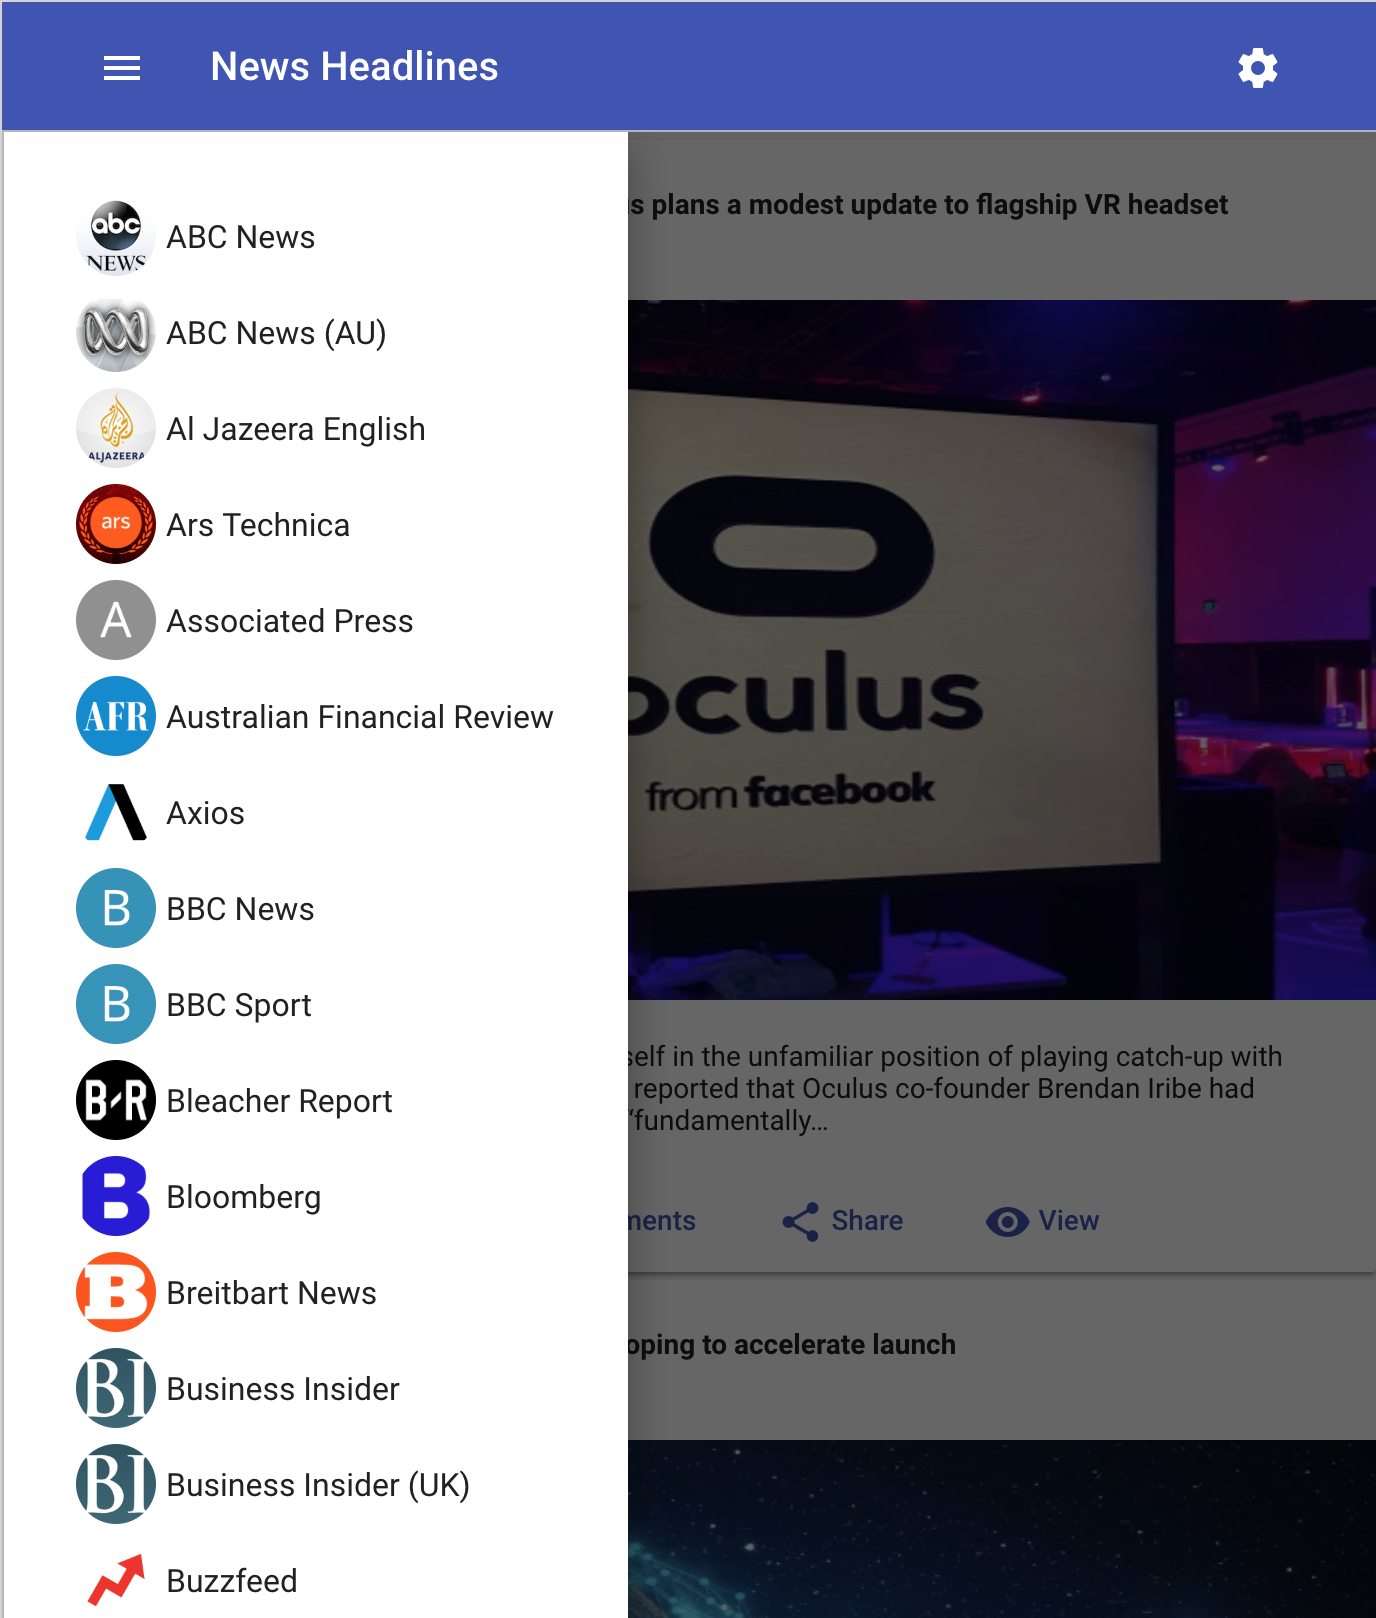 News Headlines
abc
NEWS
ABC News
ABC News (AU)
ALJAZEERA
Al Jazeera English
ars
Ars Technica
A
Associated Press
AFR
Australian Financial Review
Axios
B
BBC News
B
BBC Sport
B-R
Bleacher Report
B
Bloomberg
B
Breitbart News
BI
Business Insider
BI
Business Insider (UK)
Buzzfeed
plans a modest update to flagship VR headset
oculus
from facebook
in the unfamiliar position of playing catch-up with
reported that Oculus co-founder Brendan Iribe had
“fundamentally…
Share
View
to accelerate launch